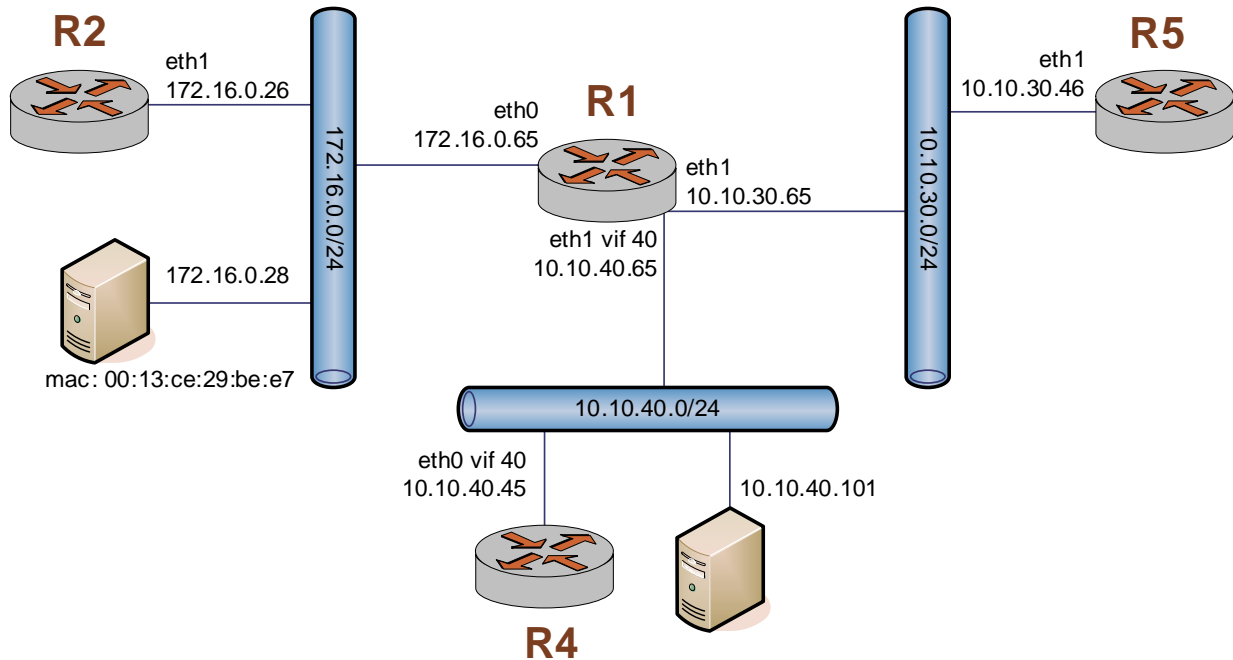 R2
eth1
172.16.0.26
172.16.0.0/24
172.16.0.28
mac: 00:13:ce:29:be:e7
R1
eth0
172.16.0.65
eth1
10.10.30.65
eth1 vif 40
10.10.40.65
R5
eth1
10.10.30.46
10.10.30.0/24
10.10.40.0/24
eth0 vif 40
10.10.40.45
10.10.40.101
R4